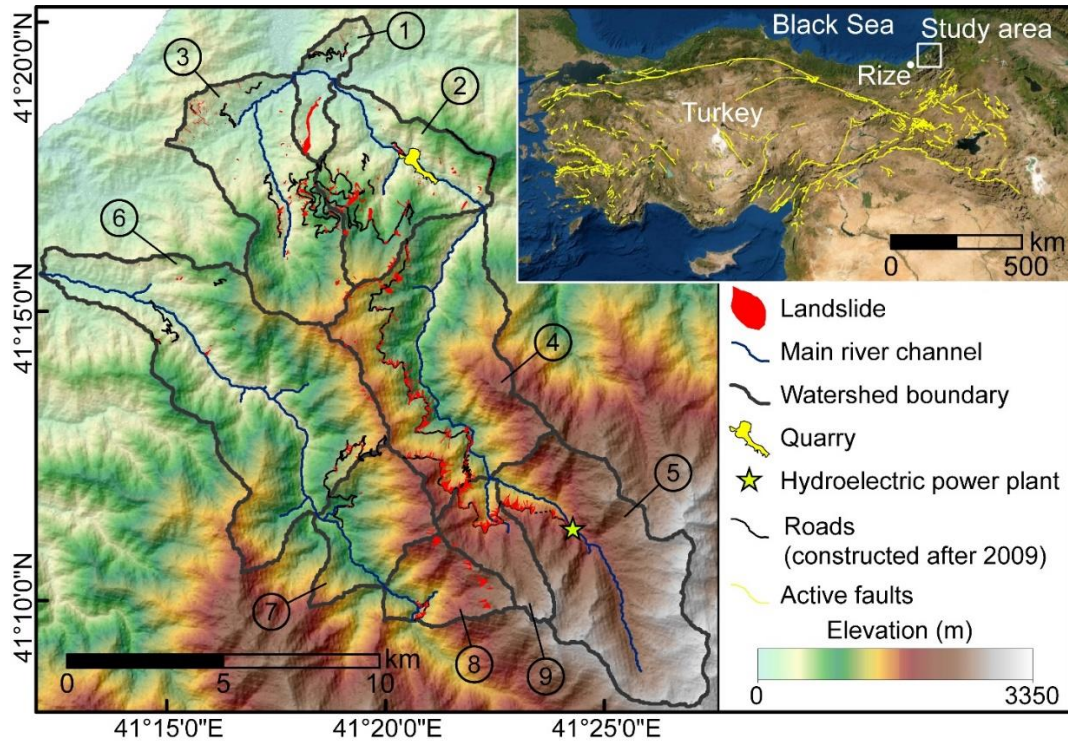 41°20'0"N
41°15'0"N
41°10'0"N
1
3
2
6
4
5
7
8
9
km
0
5
10
41°15'0"E
41°20'0"E
41°25'0"E
Black Sea
Study area
Rize
Turkey
km
0
500
Landslide
Main river channel
Watershed boundary
Quarry
Hydroelectric power plant
Roads
(constructed after 2009)
Active faults
Elevation (m)
0
3350